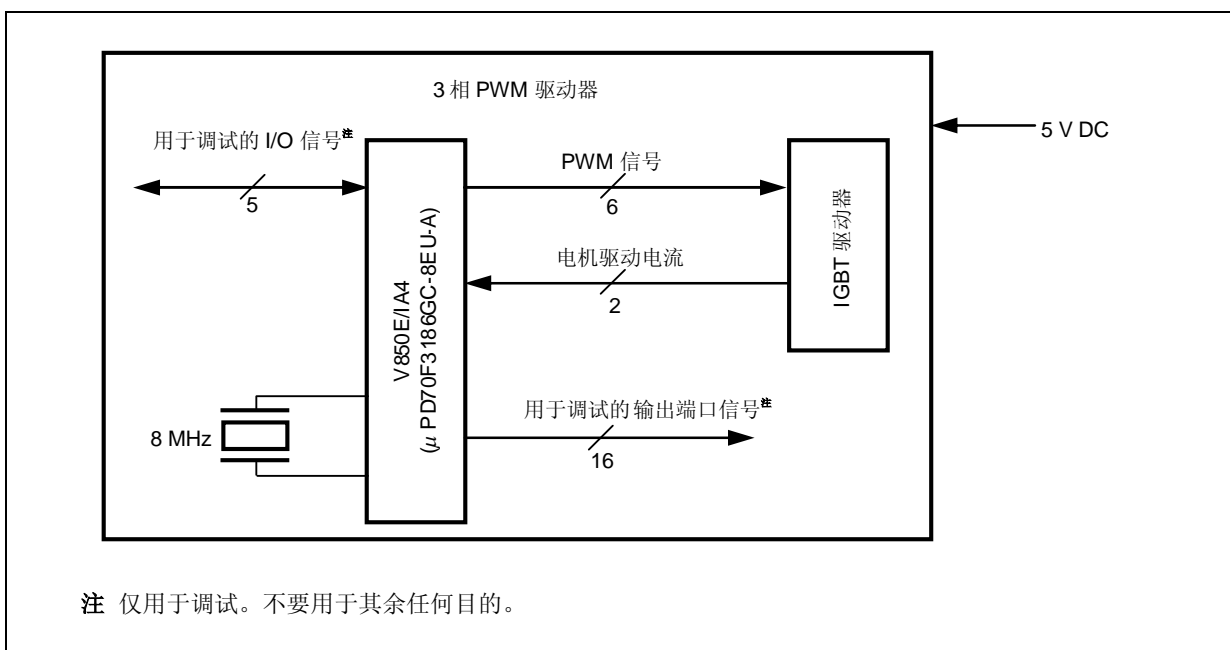 3 相 PWM 驱动器
5 V DC
用于调试的 I/O 信号注
5
PWM 信号
6
电机驱动电流
2
IGBT 驱动器
V850E/IA4
(μ PD70F3186GC-8EU-A)
8 MHz
用于调试的输出端口信号注
16
注 仅用于调试。不要用于其余任何目的。